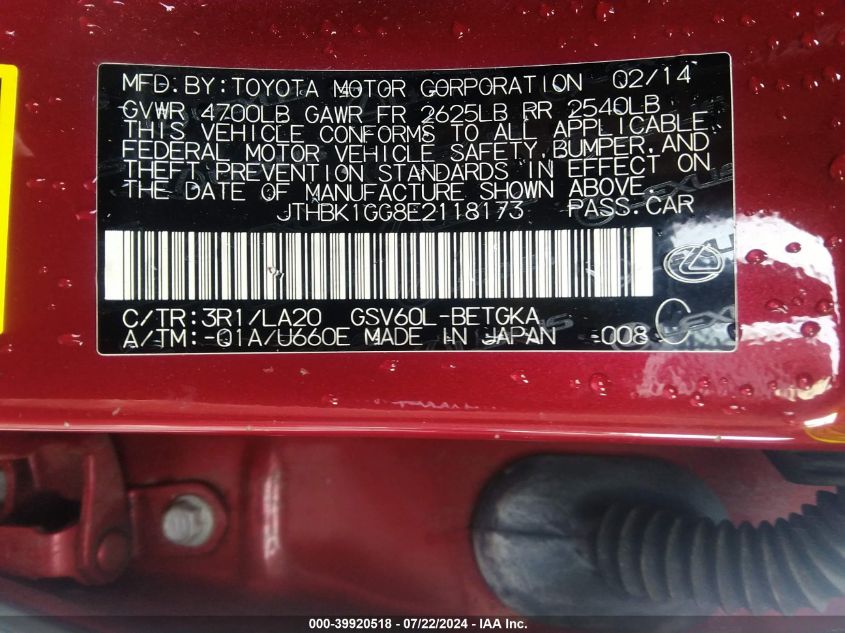 MFD.BY:TOYOTA MOTOR CORPORATION 02/14
GVWR 4700LB GAWR FR 2625LB RR 2540LB
THIS VEHICLE CONFORMS TO ALL APPLICABLE
FEDERAL MOTOR VEHICLE SAFETY,BUMPER,AND
THEFT PREVENTION STANDARDS IN EFFECT ON
THE DATE OF MANUFACTURE SHOWN ABOVE.
JTHBK1GG8E2118173 PASS.CAR
C/TR:3R1/LA20 GSV60L-BETGKA
A/TM:-01A/U660E MADE IN JAPAN -008 C
000-39920518 - 07/22/2024 - IAA Inc.